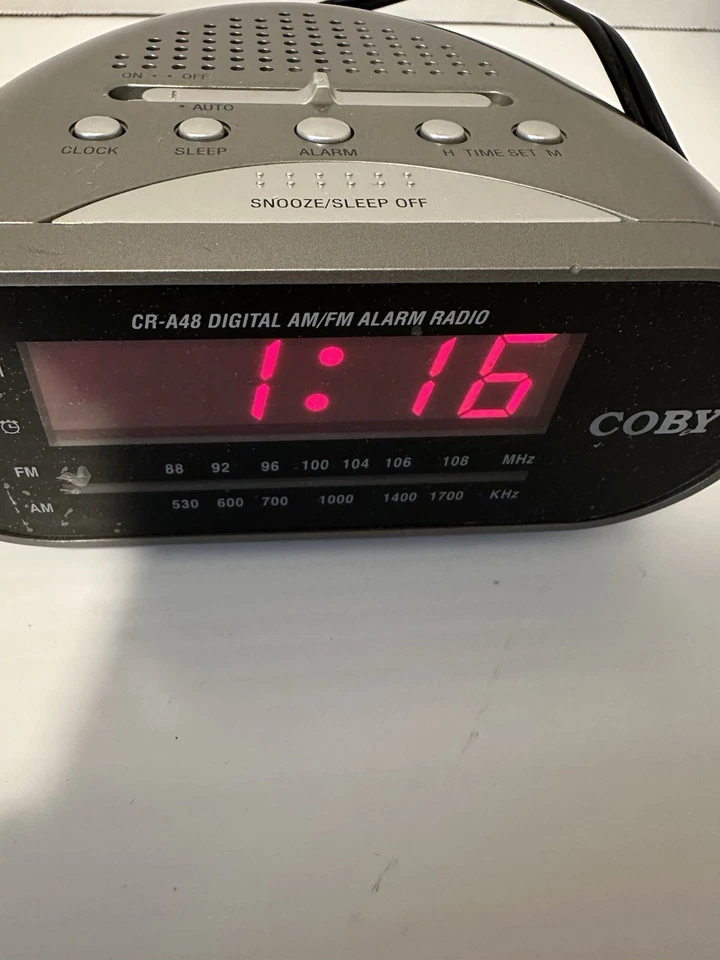 ON • • OFF
• AUTO
CLOCK SLEEP ALARM H TIME SET M
SNOOZE/SLEEP OFF
CR-A48 DIGITAL AM/FM ALARM RADIO
1:16
COBY
FM 88 92 96 100 104 106 108 MHz
AM 530 600 700 1000 1400 1700 KHz